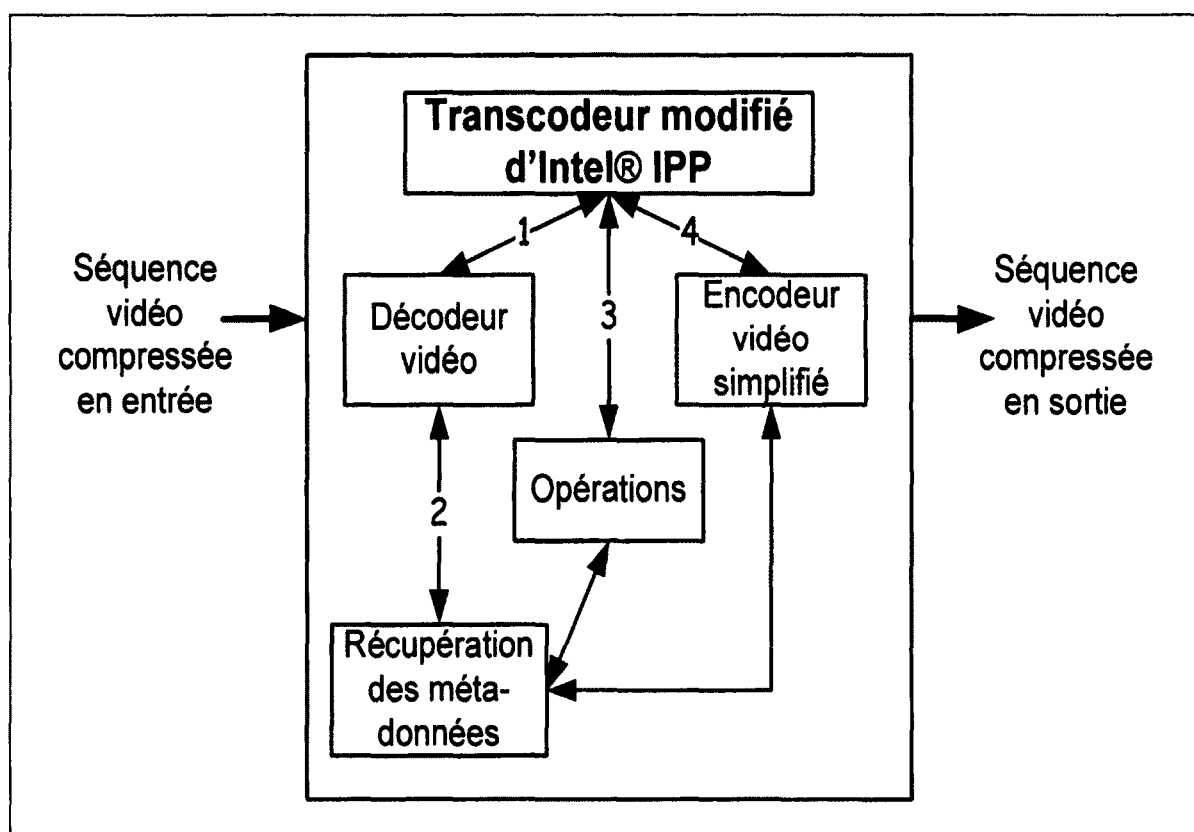 Transcodeur modifié
d'Intel® IPP
1
4
Séquence
vidéo
compressée
en entrée
Décodeur
vidéo
3
Encodeur
vidéo
simplifié
Séquence
vidéo
compressée
en sortie
2
Opérations
Récupération
des méta-
données